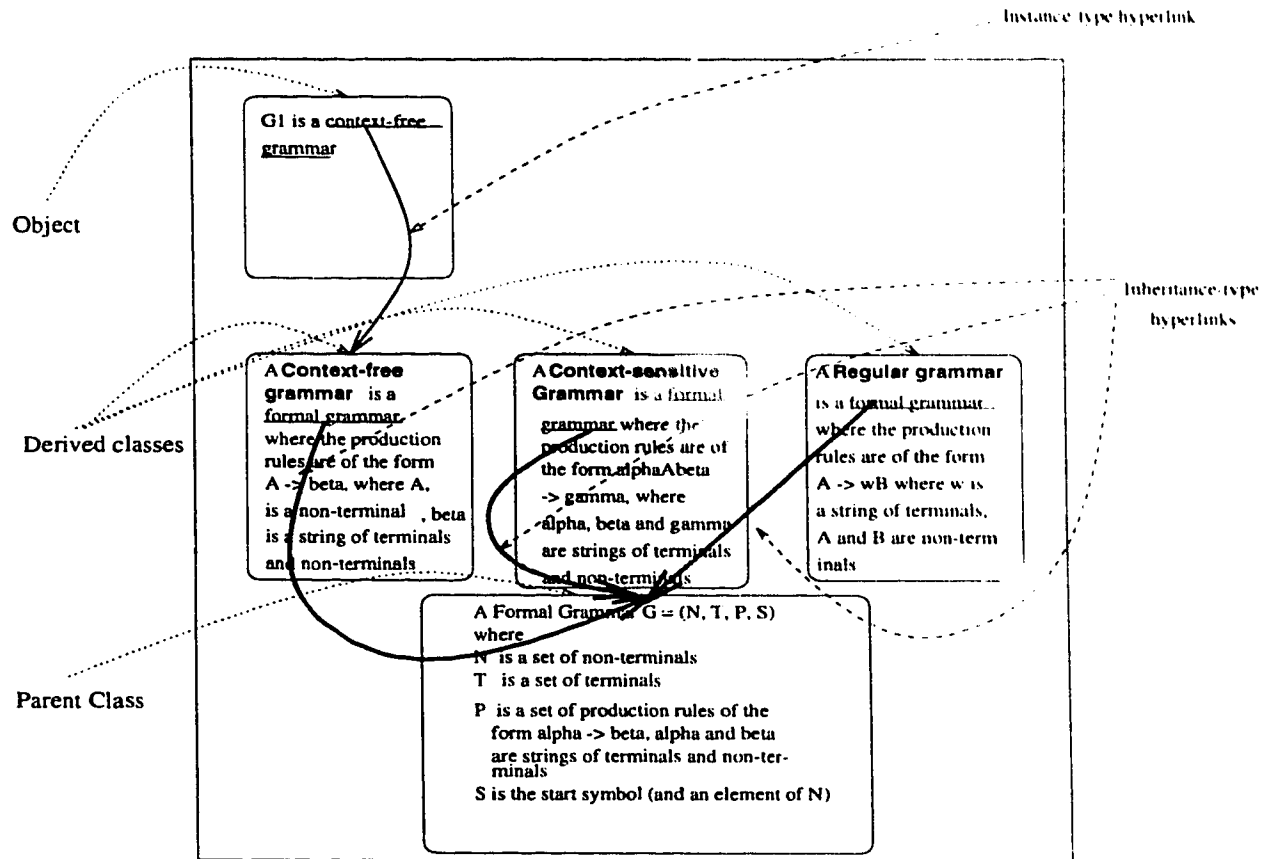 Instance-type hyperlink
G1 is a context-free
grammar
Object
Inheritance-type
hyperlinks
A Context-free
grammar is a
formal grammar
where the production
rules are of the form
A -> beta, where A,
is a non-terminal , beta
is a string of terminals
and non-terminals
A Context-sensitive
Grammar is a formal
grammar where the
production rules are of
the form alphaAbeta
-> gamma, where
alpha, beta and gamma
are strings of terminals
and non-terminals
A Regular grammar
is a formal grammar
where the production
rules are of the form
A -> wB where w is
a string of terminals,
A and B are non-term
inals
Derived classes
Parent Class
A Formal Grammar G = (N, T, P, S)
where
N is a set of non-terminals
T is a set of terminals
P is a set of production rules of the
form alpha -> beta, alpha and beta
are strings of terminals and non-ter-
minals
S is the start symbol (and an element of N)